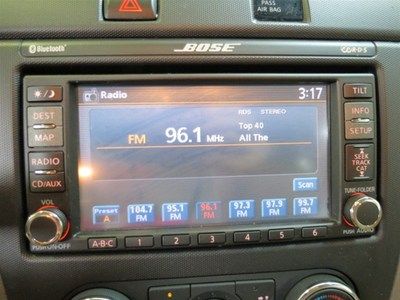 PASS
AIR BAG
Bluetooth
BOSE
Radio
3:17
TILT
DEST
MAP
RDS STEREO
INFO
SETUP
FM 96.1 MHz
Top 40
All The
RADIO
CD/AUX
SEEK
TRACK
CAT
Scan
TUNE·FOLDER
VOL
Preset
A
104.7
FM
95.1
FM
96.1
FM
97.3
FM
97.9
FM
99.7
FM
PUSH·ON/OFF
PUSH AUDIO
A·B·C 1 2 3 4 5 6